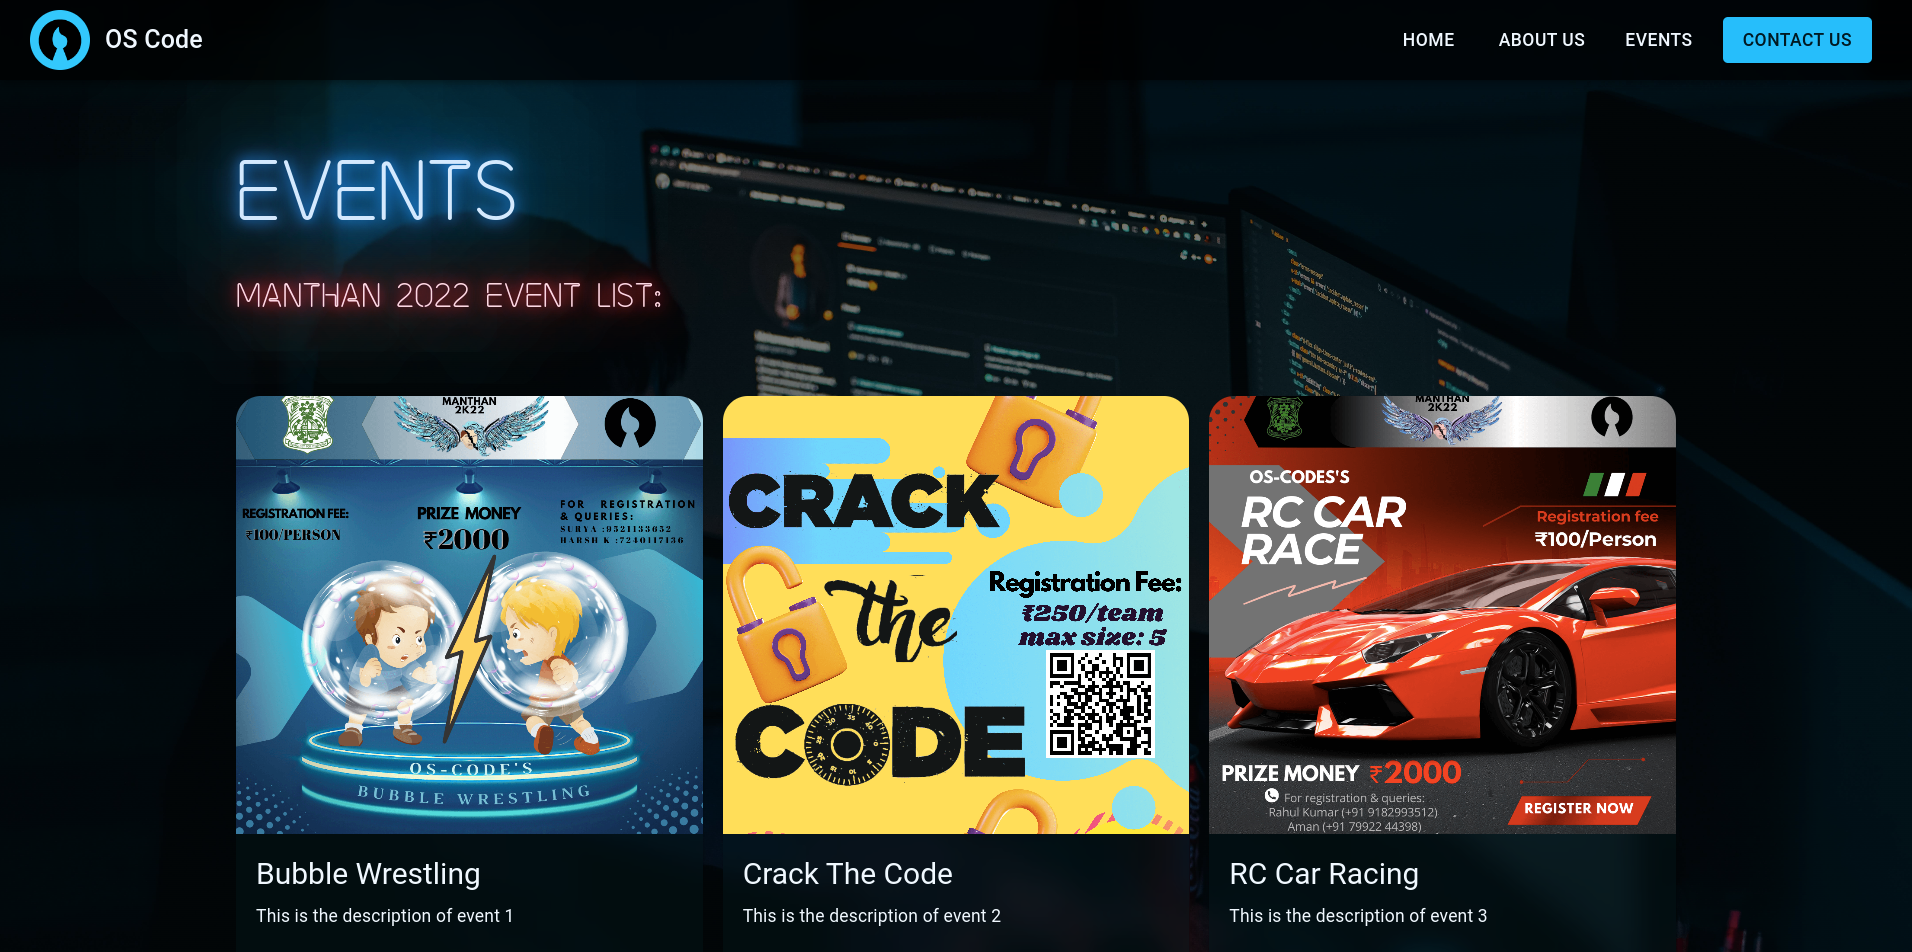 OS Code
HOME
ABOUT US
EVENTS
CONTACT US
EVENTS
MANTHAN 2022 EVENT LIST:
MANTHAN
2K22
REGISTRATION FEE:
₹100/PERSON
PRIZE MONEY
₹2000
FOR REGISTRATION
& QUERIES:
SURYA :9521133652
HARSH K :7240117136
OS-CODE'S
BUBBLE WRESTLING
Bubble Wrestling
This is the description of event 1
CRACK
the
CODE
Registration Fee:
₹250/team
max size: 5
Crack The Code
This is the description of event 2
MANTHAN
2K22
OS-CODES'S
RC CAR
RACE
Registration fee
₹100/Person
PRIZE MONEY ₹2000
For registration & queries:
Rahul Kumar (+91 9182993512)
Aman (+91 79922 44398)
REGISTER NOW
RC Car Racing
This is the description of event 3